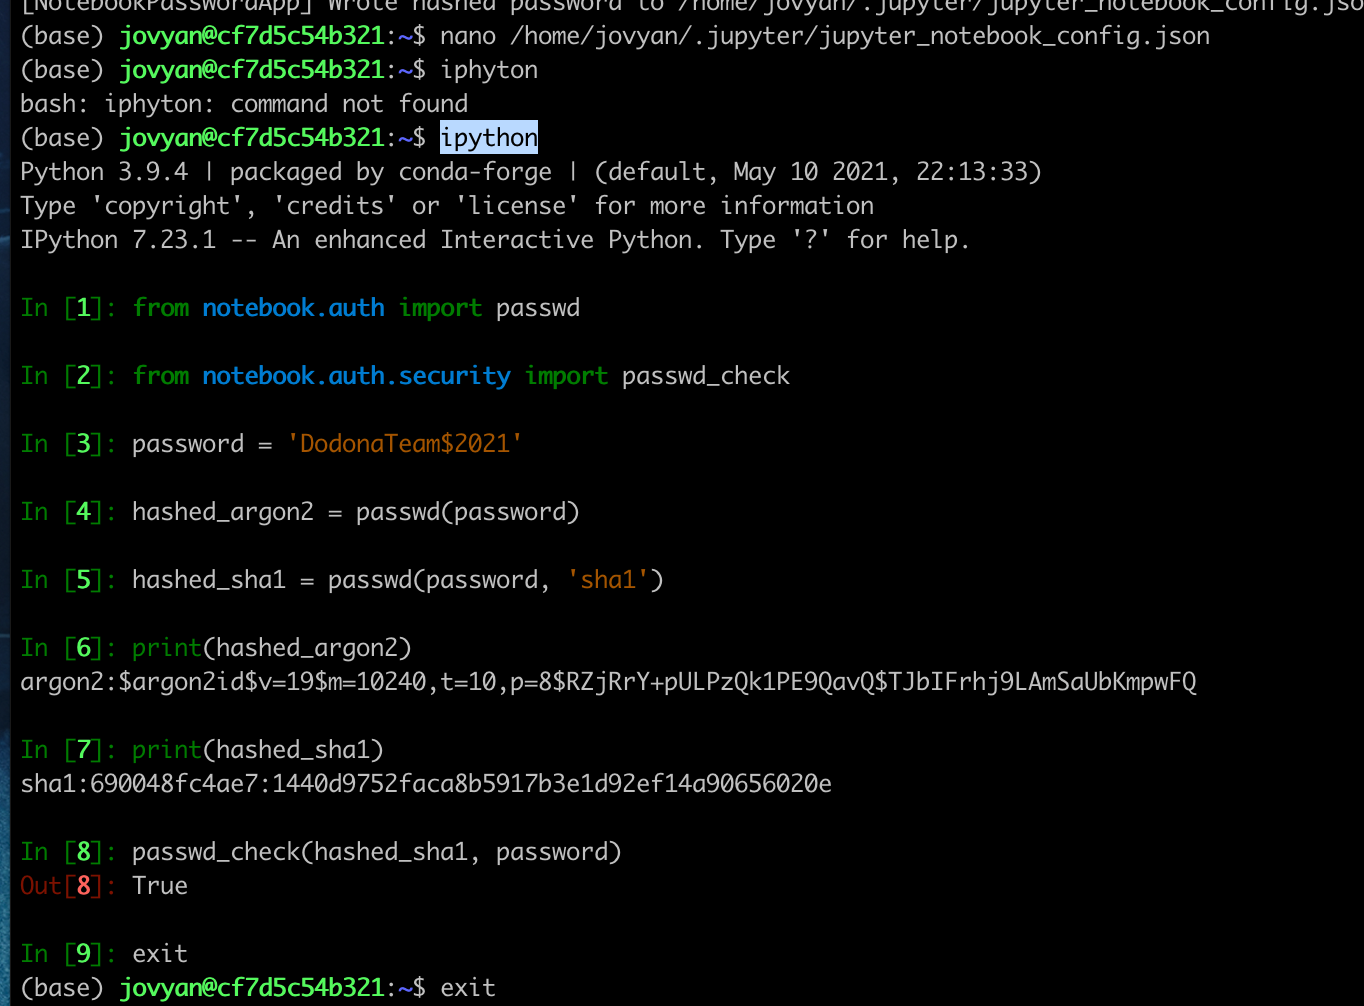 [NotebookPasswordApp] Wrote hashed password to /home/jovyan/.jupyter/jupyter_notebook_config.jso
(base) jovyan@cf7d5c54b321:~$ nano /home/jovyan/.jupyter/jupyter_notebook_config.json
(base) jovyan@cf7d5c54b321:~$ iphyton
bash: iphyton: command not found
(base) jovyan@cf7d5c54b321:~$ ipython
Python 3.9.4 | packaged by conda-forge | (default, May 10 2021, 22:13:33)
Type 'copyright', 'credits' or 'license' for more information
IPython 7.23.1 -- An enhanced Interactive Python. Type '?' for help.
In [1]: from notebook.auth import passwd
In [2]: from notebook.auth.security import passwd_check
In [3]: password = 'DodonaTeam$2021'
In [4]: hashed_argon2 = passwd(password)
In [5]: hashed_sha1 = passwd(password, 'sha1')
In [6]: print(hashed_argon2)
argon2:$argon2id$v=19$m=10240,t=10,p=8$RZjRrY+pULPzQk1PE9QavQ$TJbIFrhj9LAmSaUbKmpwFQ
In [7]: print(hashed_sha1)
sha1:690048fc4ae7:1440d9752faca8b5917b3e1d92ef14a90656020e
In [8]: passwd_check(hashed_sha1, password)
Out[8]: True
In [9]: exit
(base) jovyan@cf7d5c54b321:~$ exit